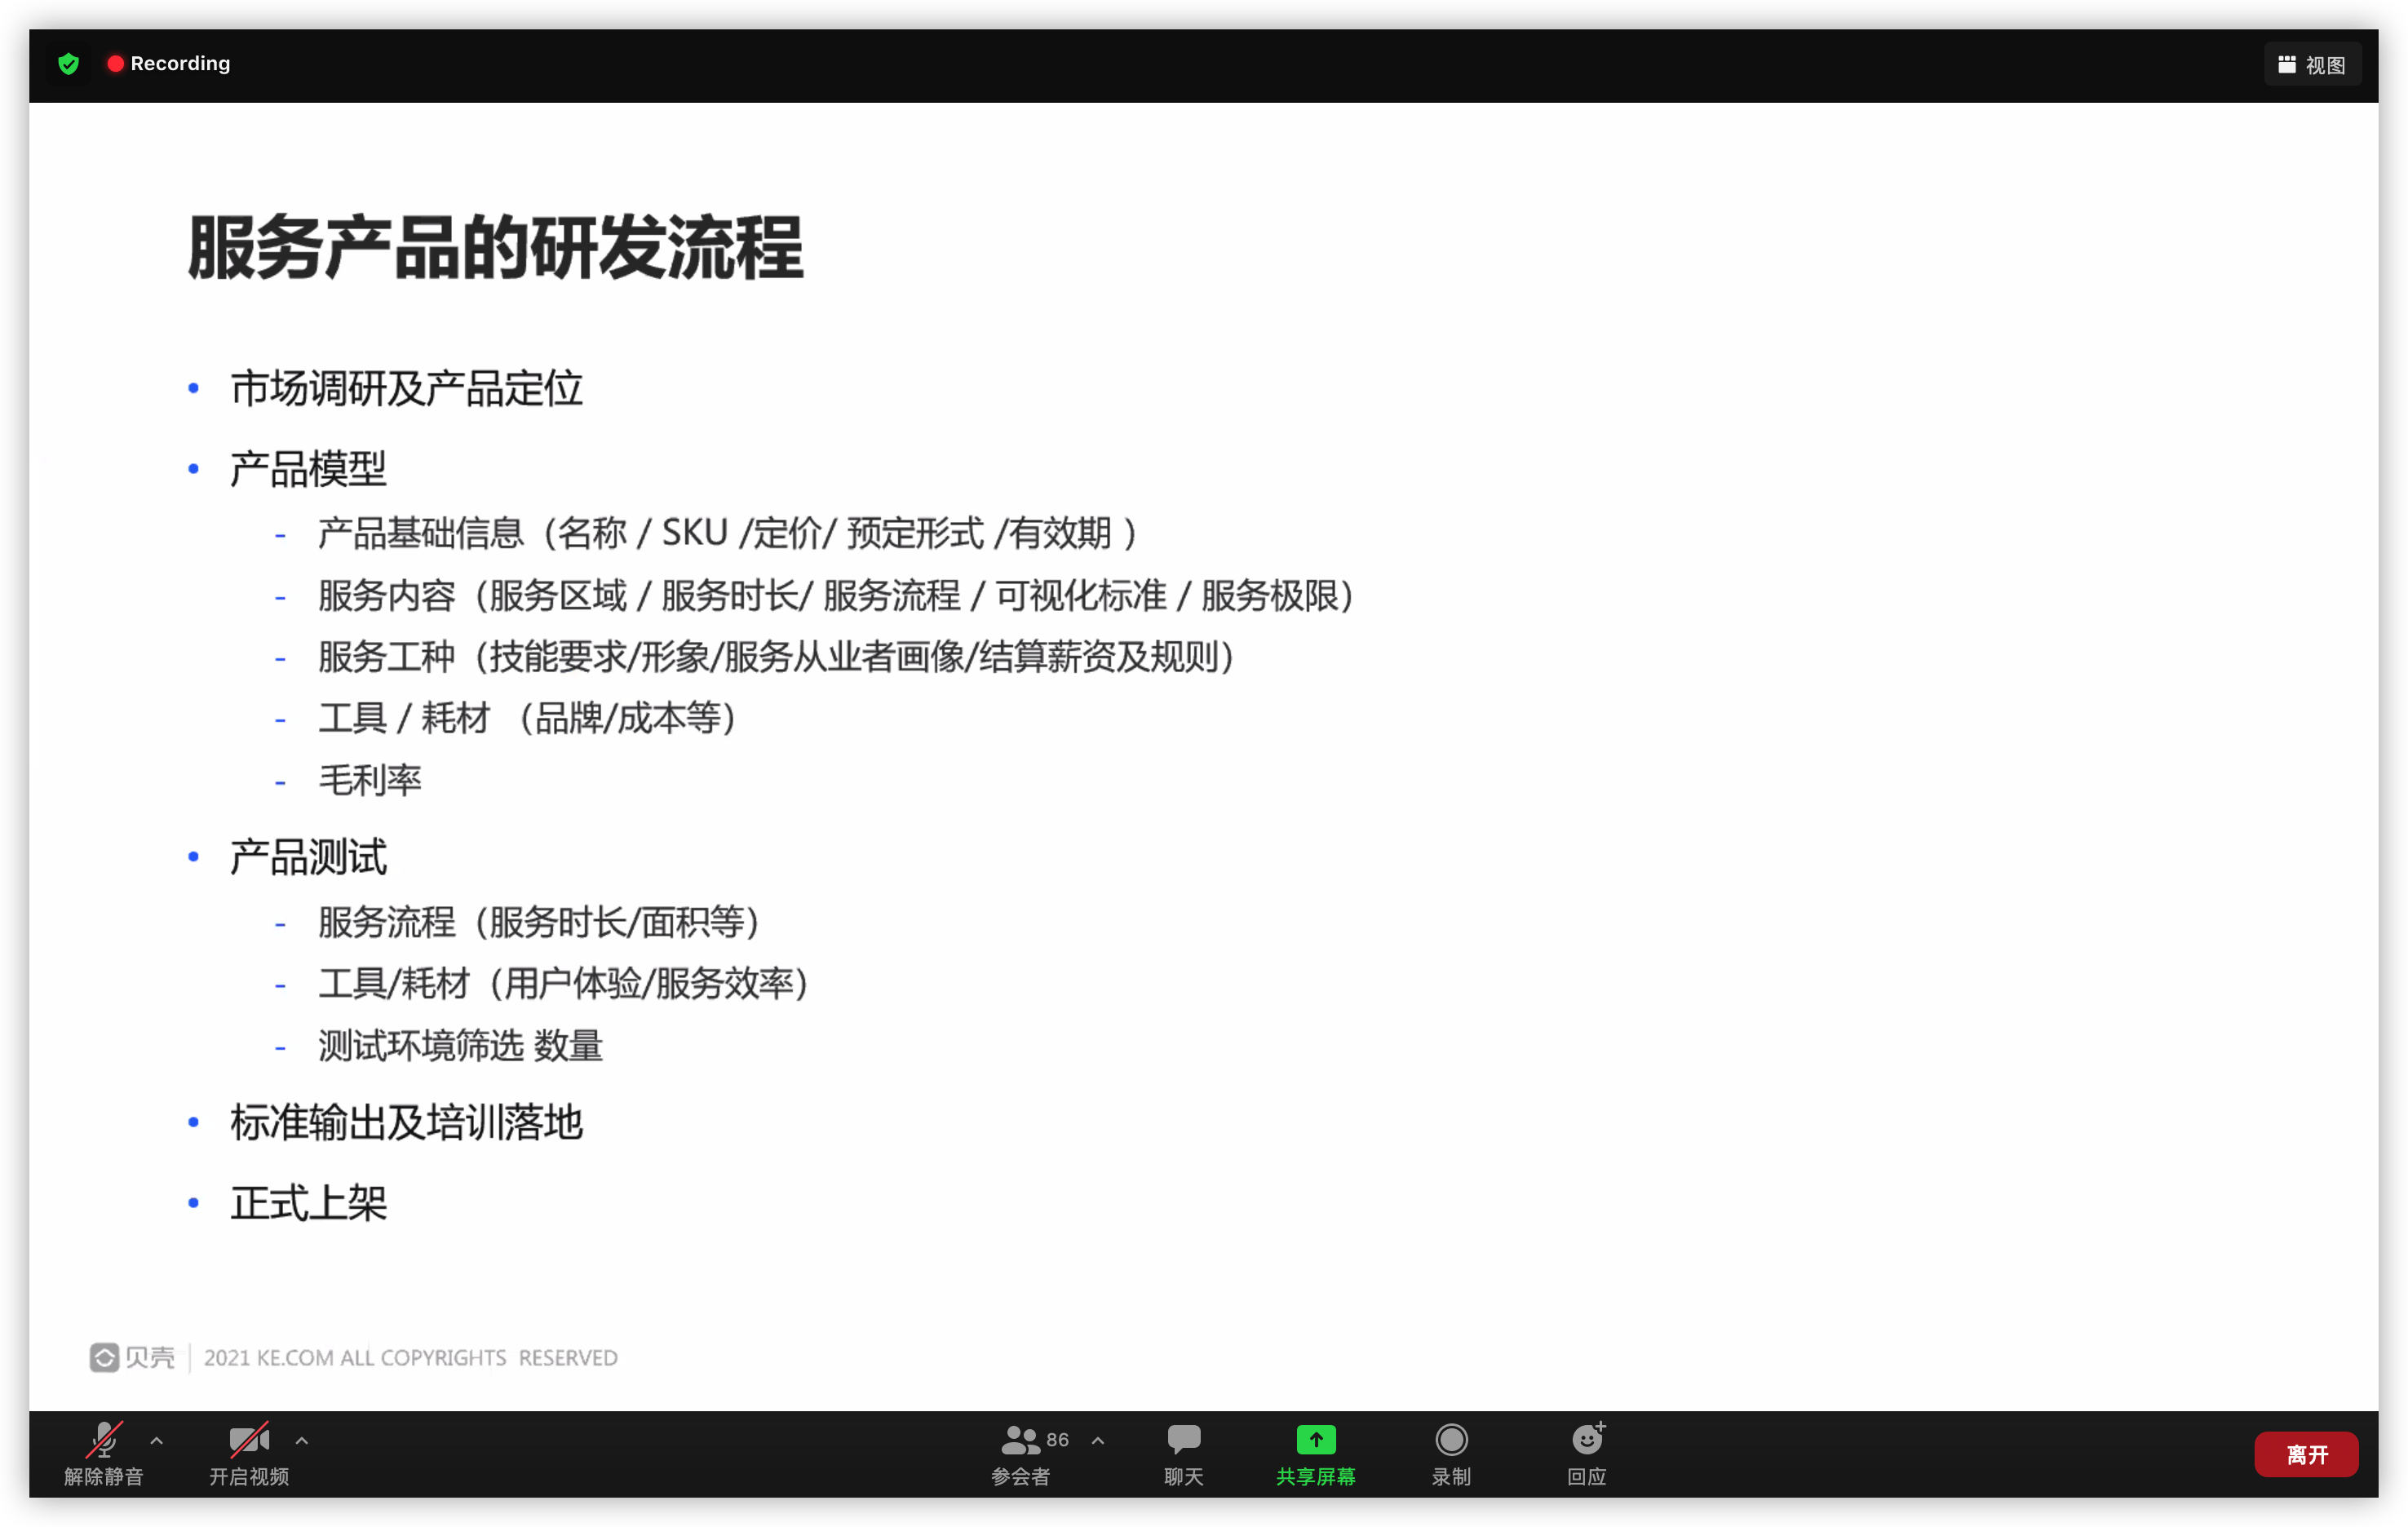 Recording
视图
服务产品的研发流程
• 市场调研及产品定位
• 产品模型
- 产品基础信息（名称 / SKU /定价/ 预定形式 /有效期 ）
- 服务内容（服务区域 / 服务时长/ 服务流程 / 可视化标准 / 服务极限）
- 服务工种（技能要求/形象/服务从业者画像/结算薪资及规则）
- 工具 / 耗材 （品牌/成本等）
- 毛利率
• 产品测试
- 服务流程（服务时长/面积等）
- 工具/耗材（用户体验/服务效率）
- 测试环境筛选 数量
• 标准输出及培训落地
• 正式上架
贝壳 | 2021 KE.COM ALL COPYRIGHTS RESERVED
86
解除静音 开启视频 参会者 聊天 共享屏幕 录制 回应 离开